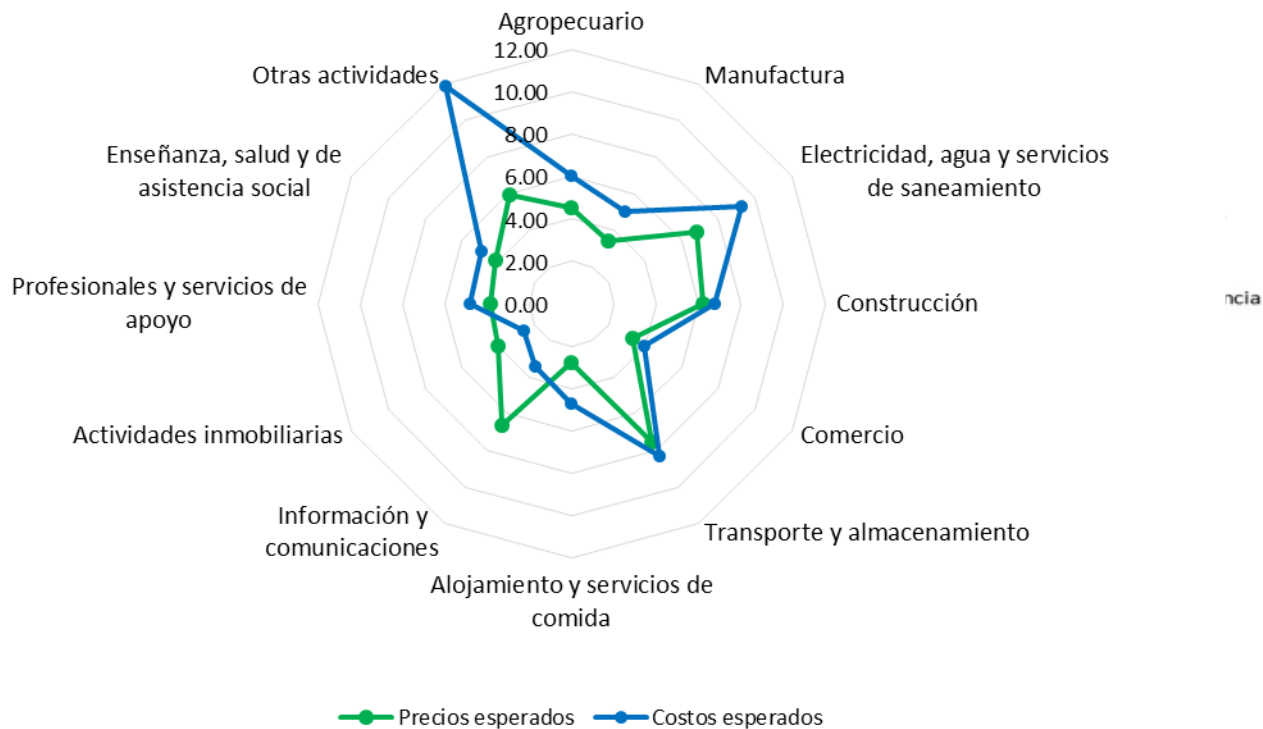 Agropecuario
12.00
Otras actividades
Manufactura
10.00
8.00
Enseñanza, salud y de
asistencia social
Electricidad, agua y servicios
de saneamiento
6.00
4.00
2.00
Profesionales y servicios de
apoyo
0.00
Construcción
ncia
Actividades inmobiliarias
Comercio
Información y
comunicaciones
Transporte y almacenamiento
Alojamiento y servicios de
comida
Precios esperados
Costos esperados